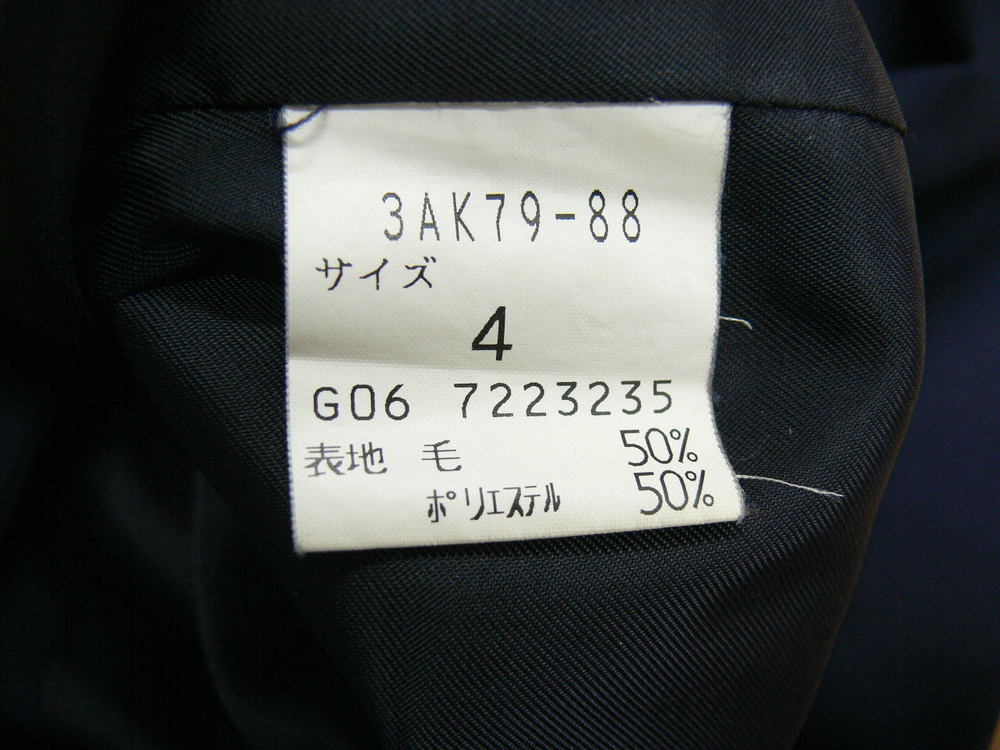 3AK79-88
サイズ
4
G06 7223235
表地 毛 50%
ポリエステル 50%